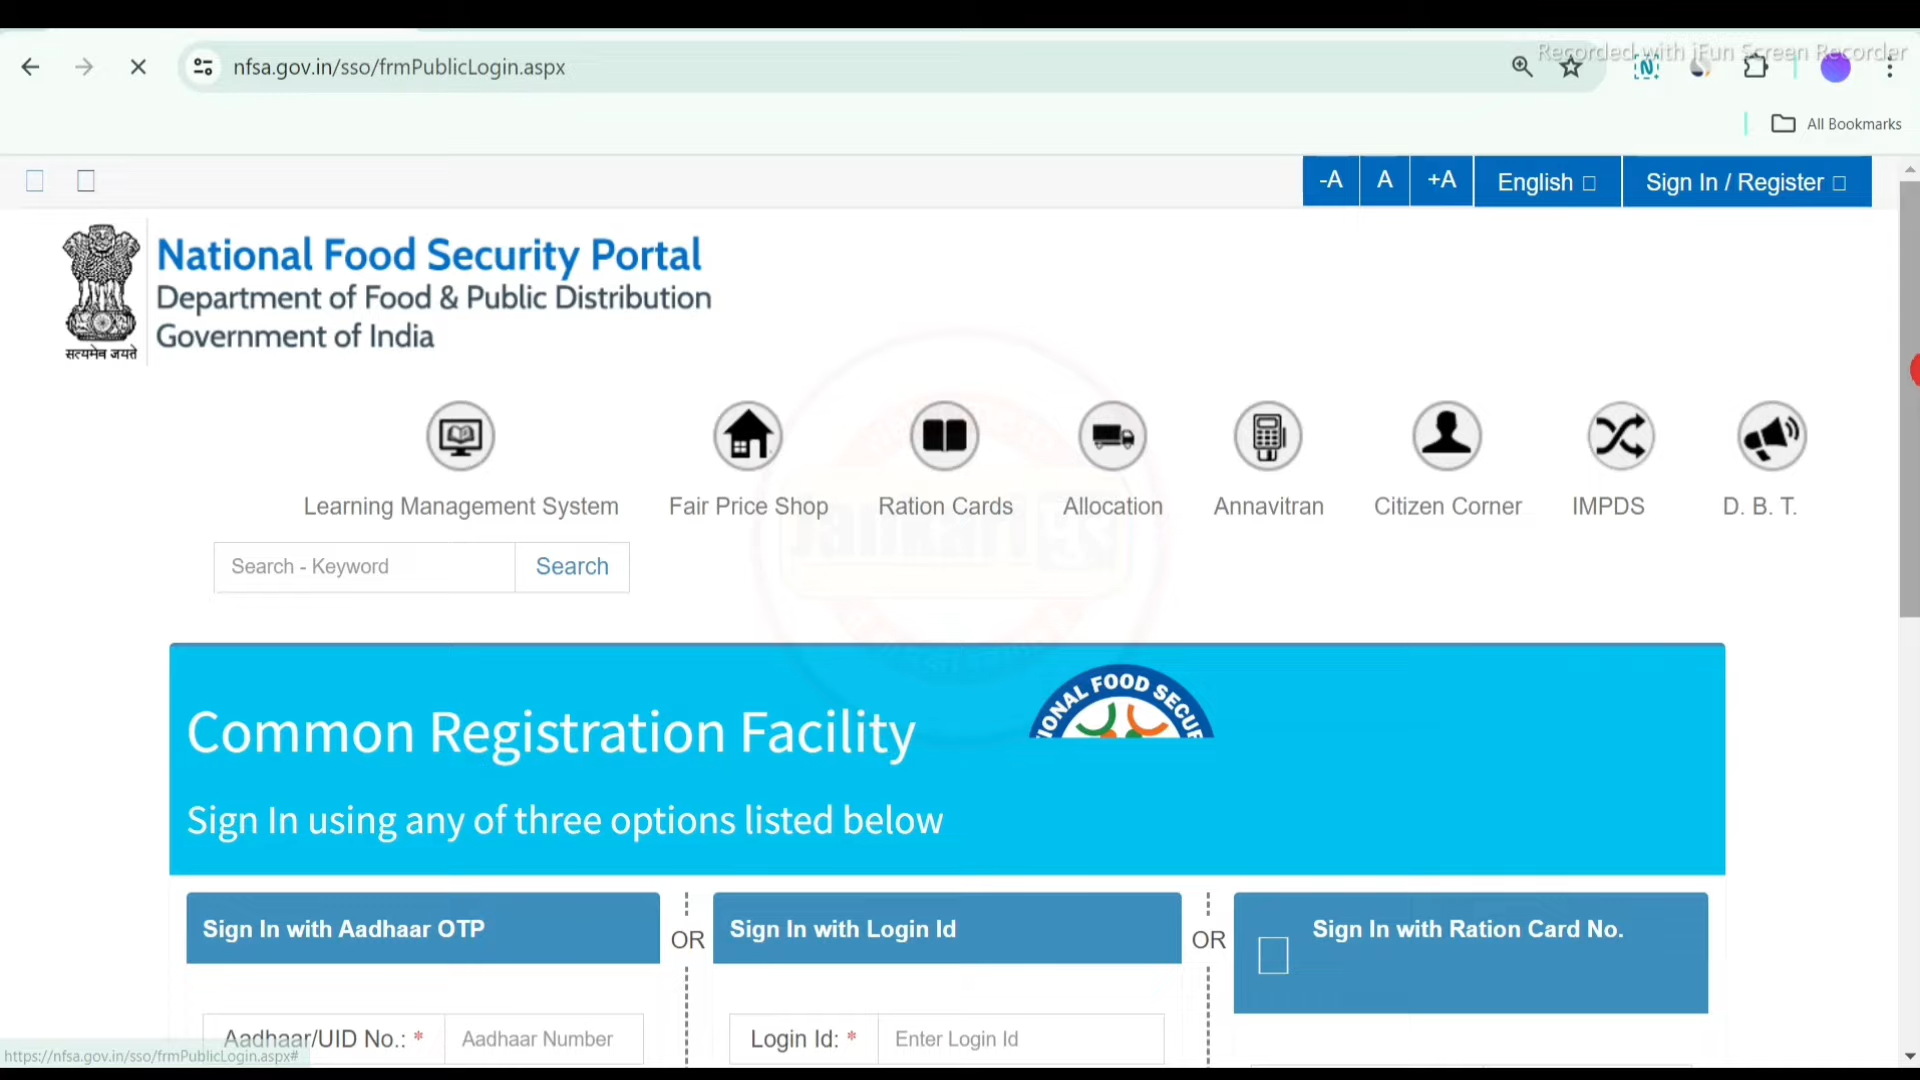 Recorded with iFun Screen Recorder
nfsa.gov.in/sso/frmPublicLogin.aspx
All Bookmarks
-A A +A English Sign In / Register
National Food Security Portal
Department of Food & Public Distribution
Government of India
सत्यमेव जयते
Learning Management System Fair Price Shop Ration Cards Allocation Annavitran Citizen Corner IMPDS D. B. T.
Search - Keyword Search
Jankari
Common Registration Facility
IONAL FOOD SECUR
Sign In using any of three options listed below
Sign In with Aadhaar OTP OR Sign In with Login Id OR Sign In with Ration Card No.
Aadhaar/UID No.: * Aadhaar Number Login Id: * Enter Login Id
https://nfsa.gov.in/sso/frmPublicLogin.aspx#